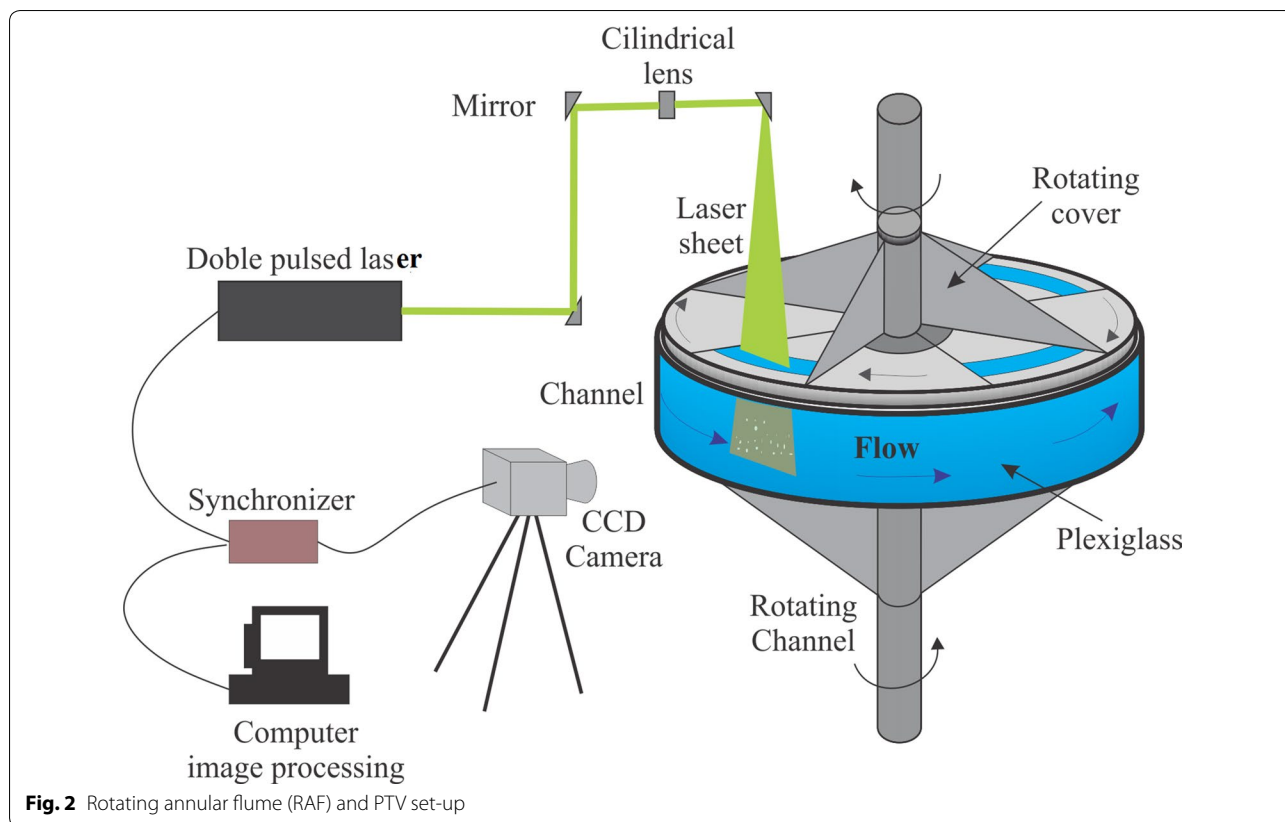 Cilindrical
lens
Mirror
Rotating
cover
Laser
sheet
Doble pulsed laser
Channel
Flow
Synchronizer
CCD
Camera
Plexiglass
Rotating
Channel
Computer
image processing
Fig. 2 Rotating annular flume (RAF) and PTV set-up